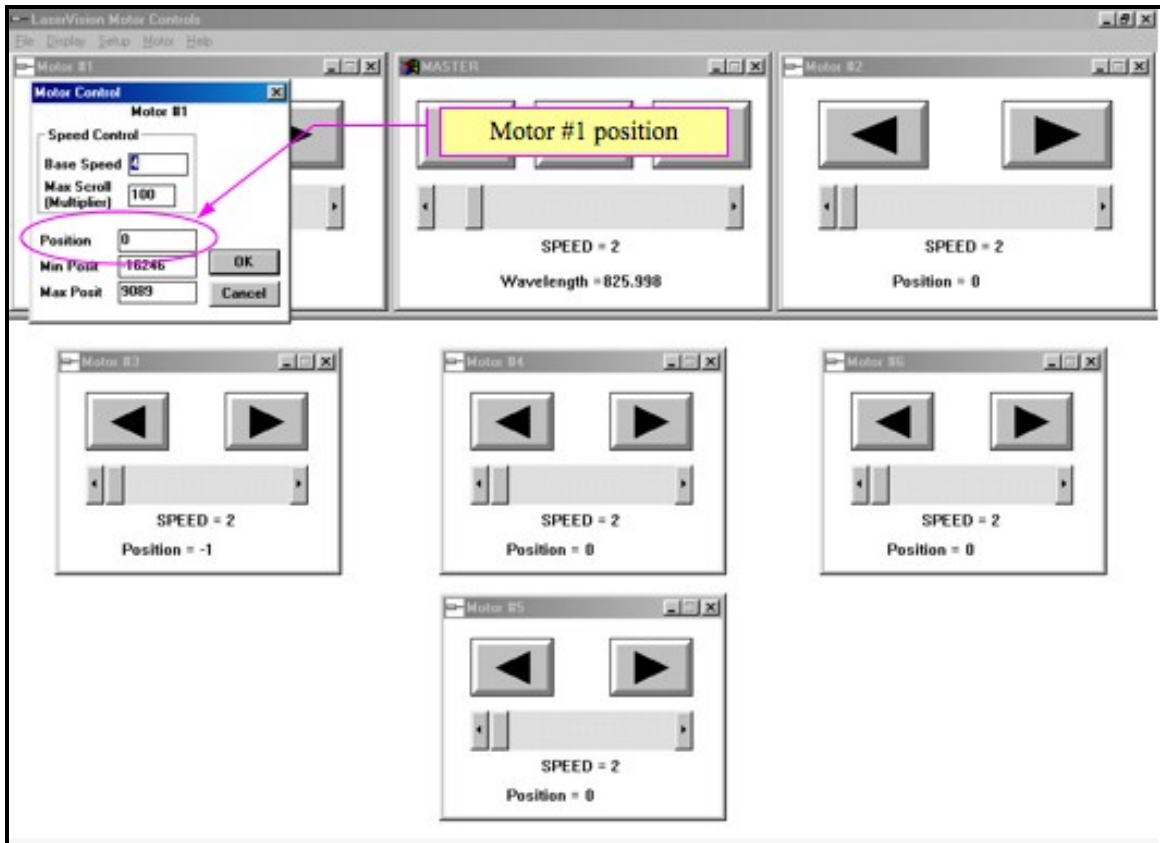 LaserVision Motor Controls
File Display Setup Motor Help
Motor #1
MASTER
Motor #2
Motor Control
Motor #1
Speed Control
Base Speed 4
Max Scroll
(Multiplier) 100
Position 0
Min Posit -16246
Max Posit 9089
OK
Cancel
Motor #1 position
SPEED = 2
Wavelength =825.998
SPEED = 2
Position = 0
Motor #3
SPEED = 2
Position = -1
Motor #4
SPEED = 2
Position = 0
Motor #6
SPEED = 2
Position = 0
Motor #5
SPEED = 2
Position = 0